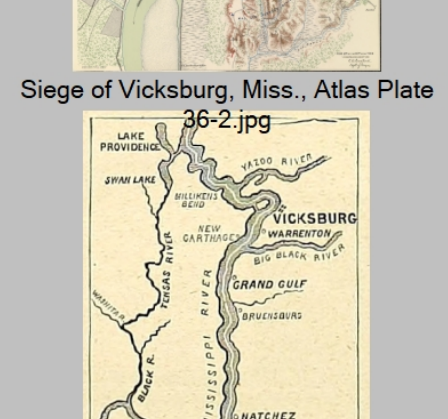 Siege of Vicksburg, Miss., Atlas Plate
36-2.jpg
LAKE
PROVIDENCE
YAZOO RIVER
SWAN LAKE
MILLIKENS
BEND
VICKSBURG
NEW
CARTHAGE
WARRENTON
BIG BLACK RIVER
TENSAS RIVER
GRAND GULF
WASHITA R.
BRUENSBURG
MISSISSIPPI RIVER
BLACK R.
NATCHEZ